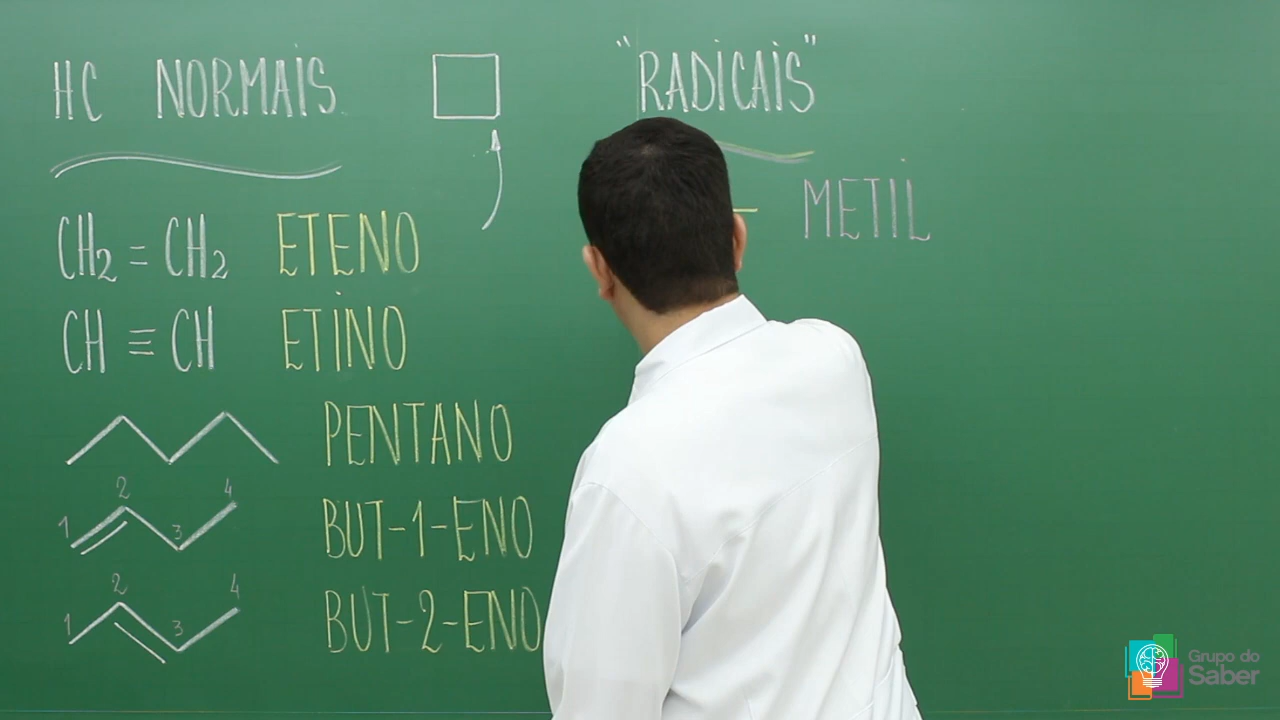 HC NORMAIS
"RADICAIS"
METIL
CH2 = CH2 ETENO
CH ≡ CH ETINO
PENTANO
1 2 3 4 BUT-1-ENO
1 2 3 4 BUT-2-ENO
Grupo do
Saber